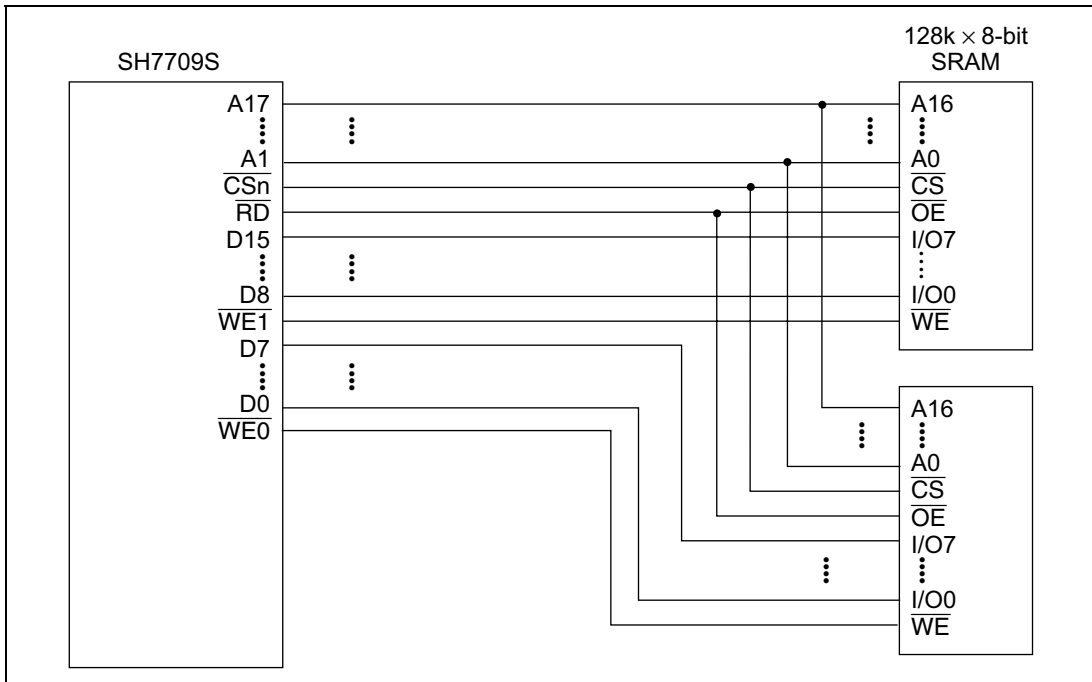 SH7709S
A17
A1
CSn
RD
D15
D8
WE1
D7
D0
WE0
128k × 8-bit
SRAM
A16
A0
CS
OE
I/O7
I/O0
WE
A16
A0
CS
OE
I/O7
I/O0
WE